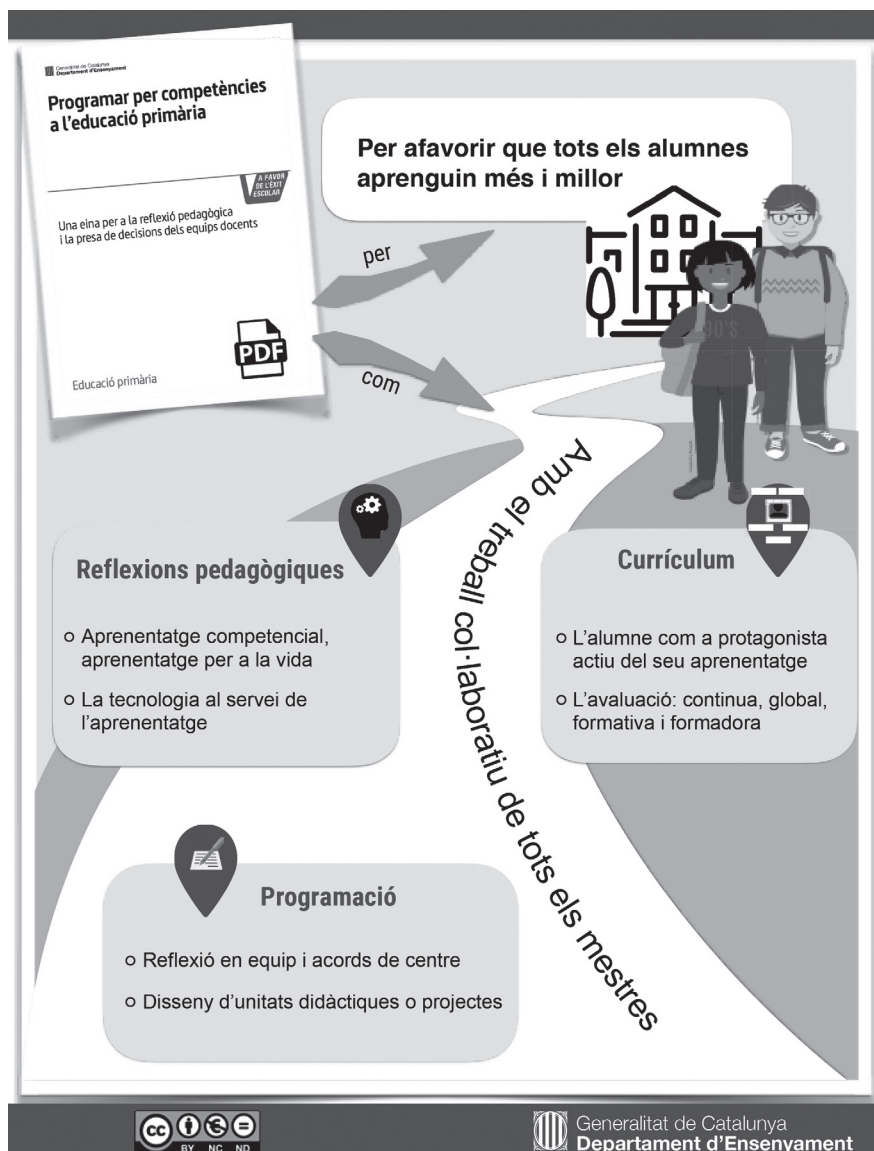 Generalitat de Catalunya
Departament d'Ensenyament
Programar per competències
a l'educació primària
A FAVOR
DE L'ÈXIT
ESCOLAR
Una eina per a la reflexió pedagògica
i la presa de decisions dels equips docents
PDF
Educació primària
Per afavorir que tots els alumnes
aprenguin més i millor
per
com
90'S
Amb el treball col·laboratiu de tots els mestres
Reflexions pedagògiques
Aprenentatge competencial,
aprenentatge per a la vida
La tecnologia al servei de
l'aprenentatge
Currículum
L'alumne com a protagonista
actiu del seu aprenentatge
L'avaluació: continua, global,
formativa i formadora
Programació
Reflexió en equip i acords de centre
Disseny d'unitats didàctiques o projectes
cc
BY NC ND
Generalitat de Catalunya
Departament d'Ensenyament